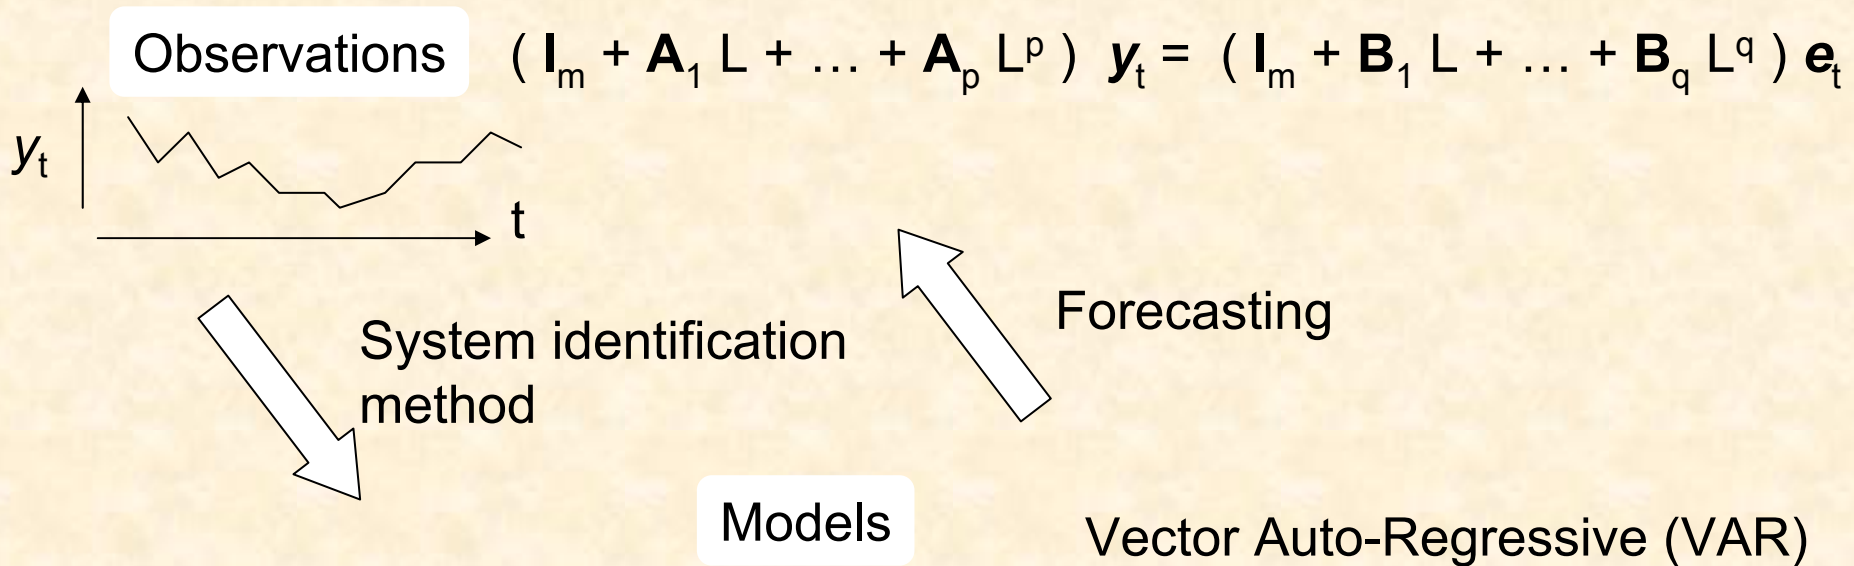 Observations ( I_m + A_1 L + … + A_p L^p ) y_t = ( I_m + B_1 L + … + B_q L^q ) e_t
y_t
t
Forecasting
System identification
method
Models
Vector Auto-Regressive (VAR)